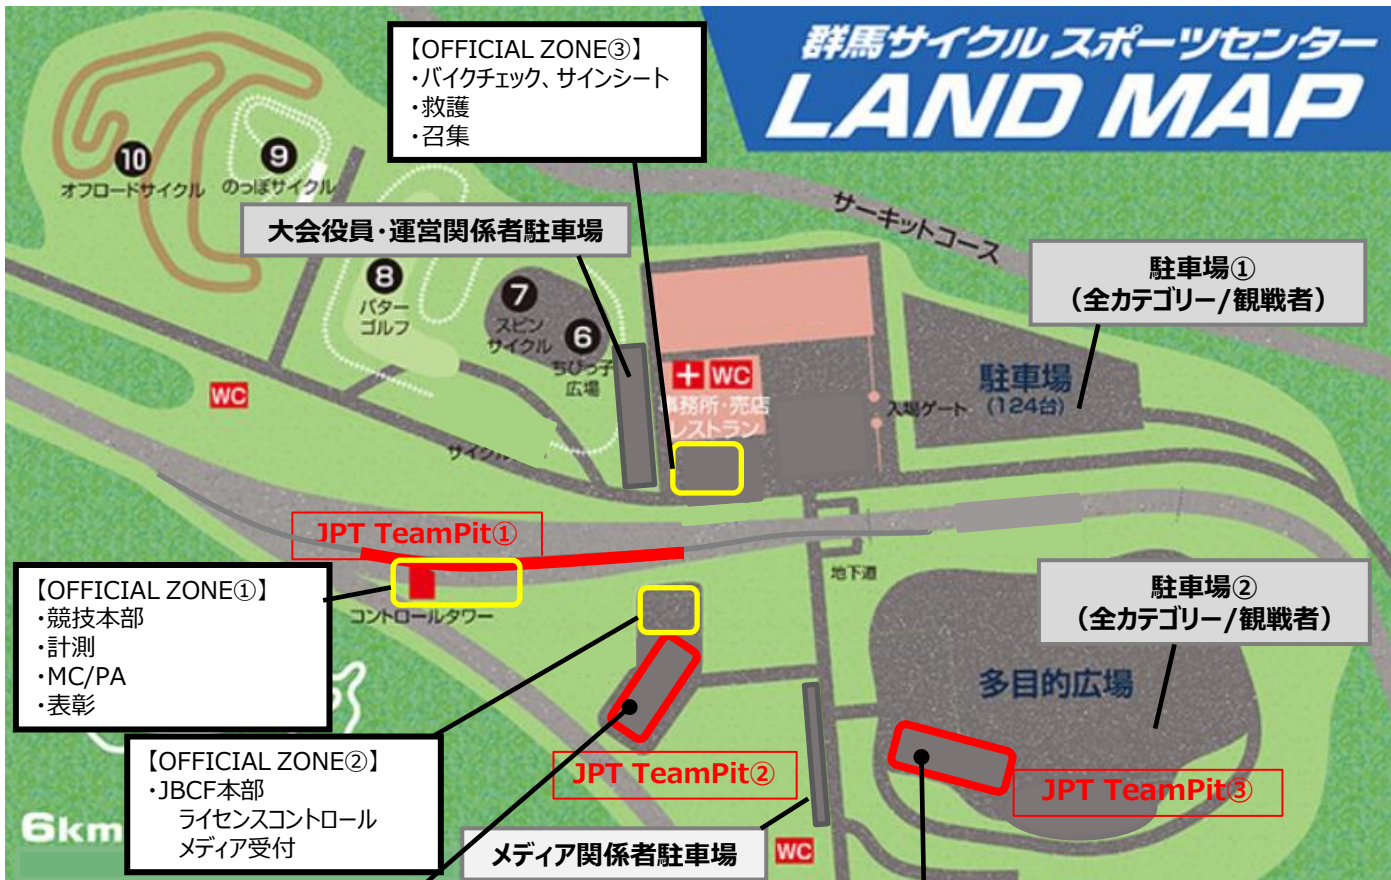 【OFFICIAL ZONE③】
・バイクチェック、サインシート
・救護
・召集
群馬サイクル スポーツセンター
LAND MAP
10
オフロードサイクル
9
のっぽサイクル
大会役員・運営関係者駐車場
サーキットコース
駐車場①
（全カテゴリー/観戦者）
8
パター
ゴルフ
7
スピン
サイクル
6
ちびっ子
広場
WC
WC
事務所・売店
レストラン
入場ゲート
駐車場
(124台)
サイクル
JPT TeamPit①
【OFFICIAL ZONE①】
・競技本部
・計測
・MC/PA
・表彰
コントロールタワー
地下道
駐車場②
（全カテゴリー/観戦者）
多目的広場
【OFFICIAL ZONE②】
・JBCF本部
ライセンスコントロール
メディア受付
JPT TeamPit②
JPT TeamPit③
6km
メディア関係者駐車場
WC